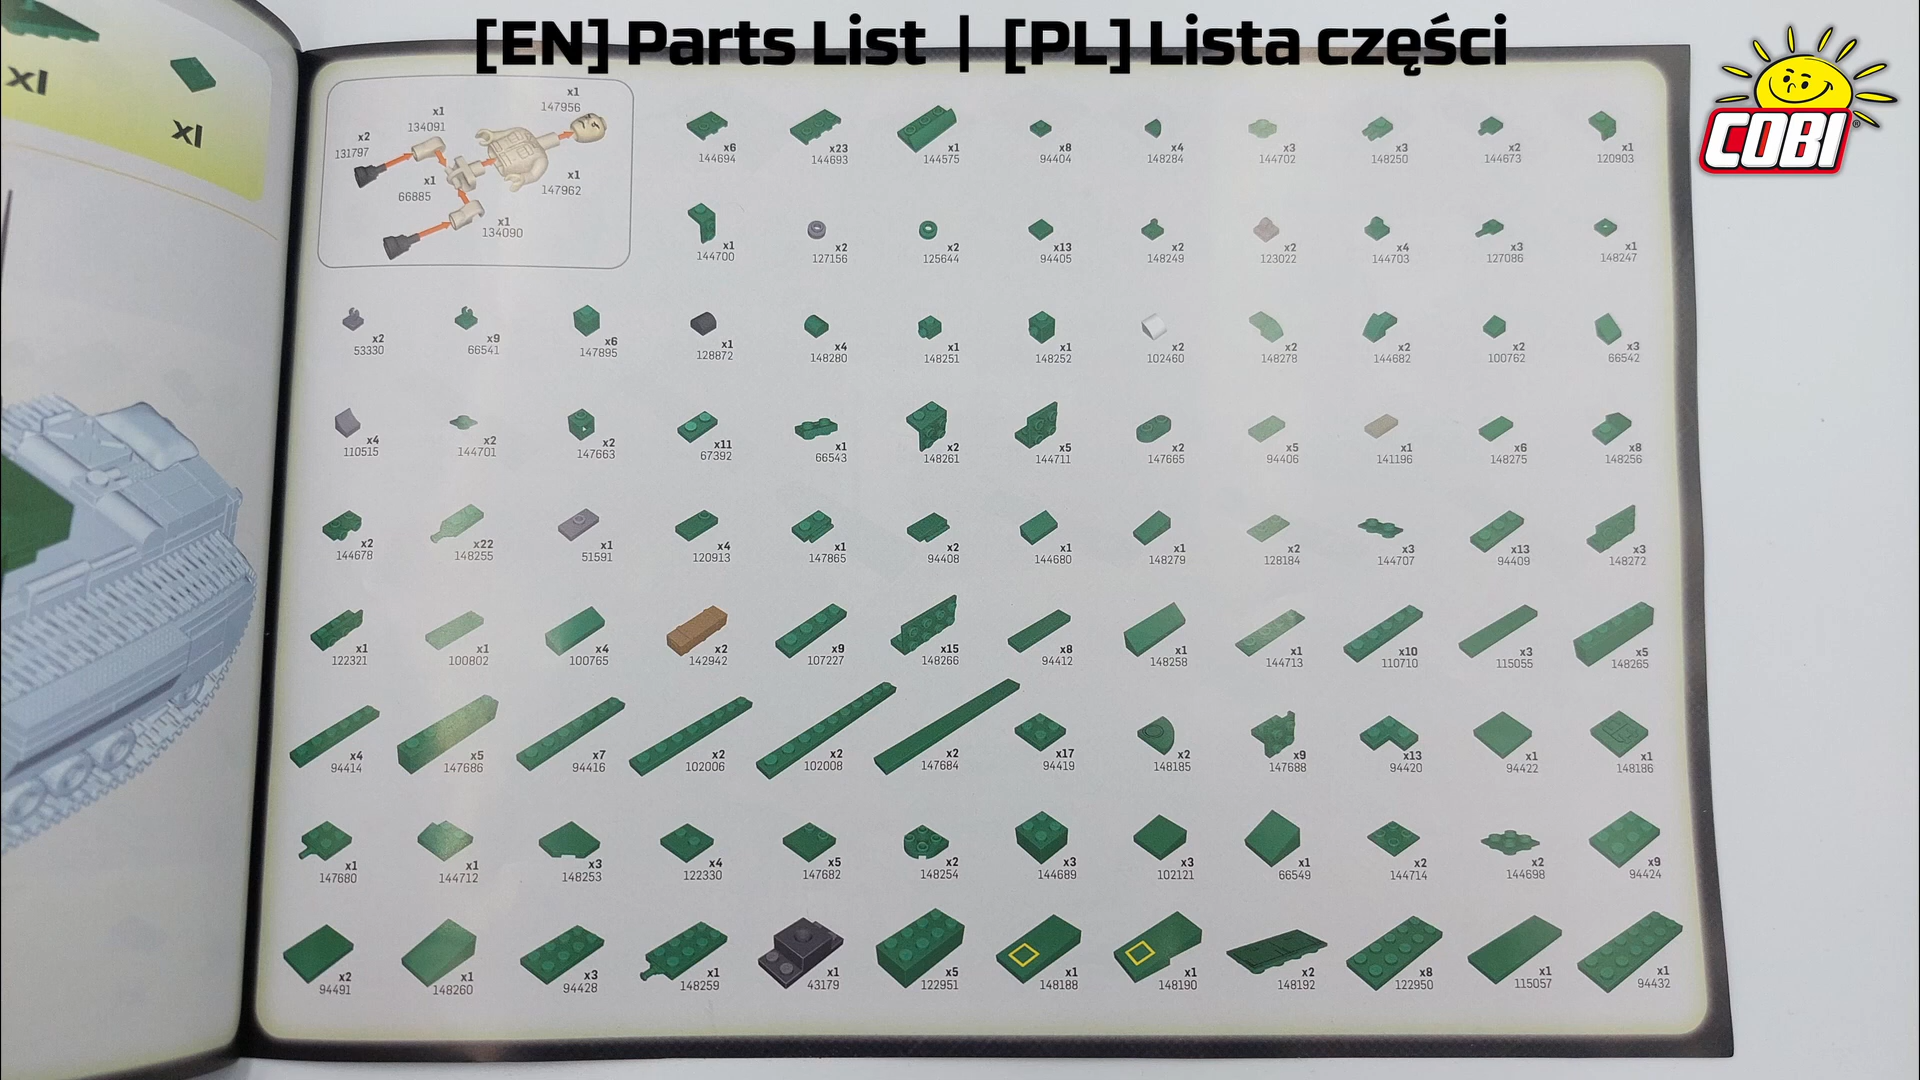 [EN] Parts List | [PL] Lista części
COBI
®
x1
x1
x1
147956
x1
134091
x2
131797
x1
66885
x1
147962
x1
134090
x6 x23 x1 x8 x4 x3 x3 x2 x1
144694 144693 144575 94404 148284 144702 148250 144673 120903
x1 x2 x2 x13 x2 x2 x4 x3 x1
144700 127156 125644 94405 148249 123022 144703 127086 148247
x2 x9 x6 x1 x4 x1 x1 x2 x2 x2 x2 x3
53330 66541 147895 128872 148280 148251 148252 102460 148278 144682 100762 66542
x4 x2 x2 x11 x1 x2 x5 x2 x5 x1 x6 x8
110515 144701 147663 67392 66543 148261 144711 147665 94406 141196 148275 148256
x2 x22 x1 x4 x1 x2 x1 x1 x2 x3 x13 x3
144678 148255 51591 120913 147865 94408 144680 148279 128184 144707 94409 148272
x1 x1 x4 x2 x9 x15 x8 x1 x1 x10 x3 x5
122321 100802 100765 142942 107227 148266 94412 148258 144713 110710 115055 148265
x4 x5 x7 x2 x2 x2 x17 x2 x9 x13 x1 x1
94414 147686 94416 102006 102008 147684 94419 148185 147688 94420 94422 148186
x1 x1 x3 x4 x5 x2 x3 x3 x1 x2 x2 x9
147680 144712 148253 122330 147682 148254 144689 102121 66549 144714 144698 94424
x2 x1 x3 x1 x1 x5 x1 x1 x2 x8 x1 x1
94491 148260 94428 148259 43179 122951 148188 148190 148192 122950 115057 94432